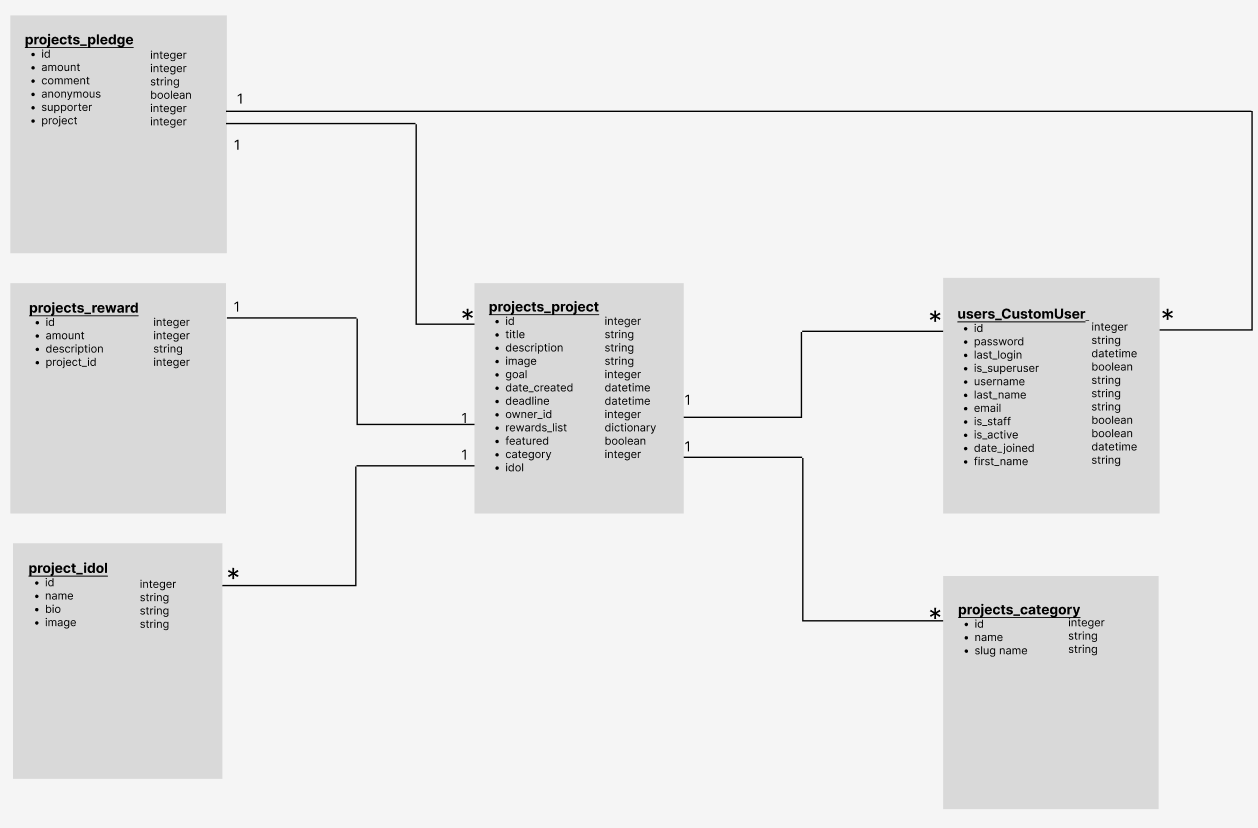 projects_pledge
• id integer
• amount integer
• comment string
• anonymous boolean
• supporter integer
• project integer
1
1
projects_reward
• id integer
• amount integer
• description string
• project_id integer
1
1
project_idol
• id integer
• name string
• bio string
• image string
*
1
projects_project
• id integer
• title string
• description string
• image string
• goal integer
• date_created datetime
• deadline datetime
• owner_id integer
• rewards_list dictionary
• featured boolean
• category integer
• idol
*
1
1
users_CustomUser
• id integer
• password string
• last_login datetime
• is_superuser boolean
• username string
• last_name string
• email string
• is_staff boolean
• is_active boolean
• date_joined datetime
• first_name string
*
*
projects_category
• id integer
• name string
• slug name string
*